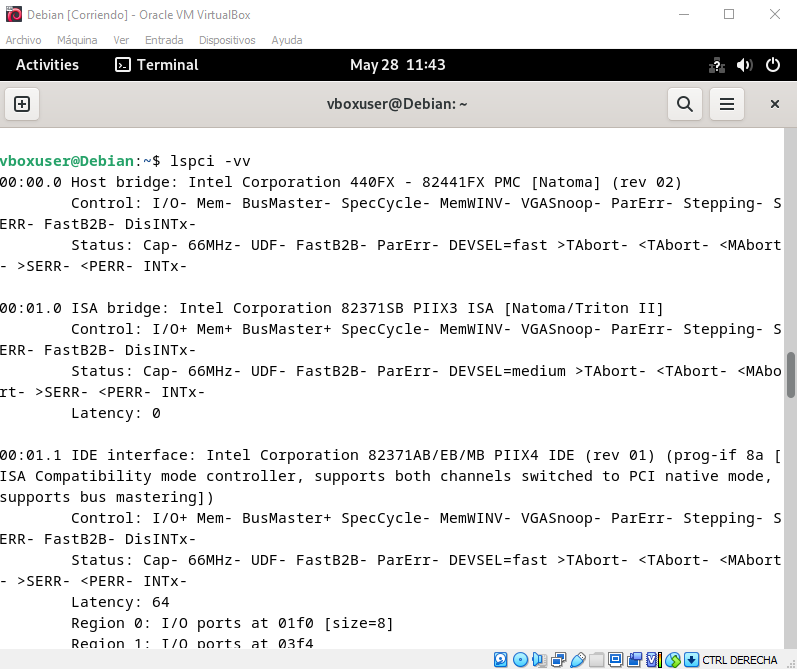 Debian [Corriendo] - Oracle VM VirtualBox
Archivo Máquina Ver Entrada Dispositivos Ayuda
Activities Terminal May 28 11:43
vboxuser@Debian: ~
vboxuser@Debian:~$ lspci -vv
00:00.0 Host bridge: Intel Corporation 440FX - 82441FX PMC [Natoma] (rev 02)
Control: I/O- Mem- BusMaster- SpecCycle- MemWINV- VGASnoop- ParErr- Stepping- S
ERR- FastB2B- DisINTx-
Status: Cap- 66MHz- UDF- FastB2B- ParErr- DEVSEL=fast >TAbort- <TAbort- <MAbort
- >SERR- <PERR- INTx-
00:01.0 ISA bridge: Intel Corporation 82371SB PIIX3 ISA [Natoma/Triton II]
Control: I/O+ Mem+ BusMaster+ SpecCycle- MemWINV- VGASnoop- ParErr- Stepping- S
ERR- FastB2B- DisINTx-
Status: Cap- 66MHz- UDF- FastB2B- ParErr- DEVSEL=medium >TAbort- <TAbort- <MAbo
rt- >SERR- <PERR- INTx-
Latency: 0
00:01.1 IDE interface: Intel Corporation 82371AB/EB/MB PIIX4 IDE (rev 01) (prog-if 8a [
ISA Compatibility mode controller, supports both channels switched to PCI native mode,
supports bus mastering])
Control: I/O+ Mem- BusMaster+ SpecCycle- MemWINV- VGASnoop- ParErr- Stepping- S
ERR- FastB2B- DisINTx-
Status: Cap- 66MHz- UDF- FastB2B- ParErr- DEVSEL=fast >TAbort- <TAbort- <MAbort
- >SERR- <PERR- INTx-
Latency: 64
Region 0: I/O ports at 01f0 [size=8]
Region 1: I/O ports at 03f4
CTRL DERECHA